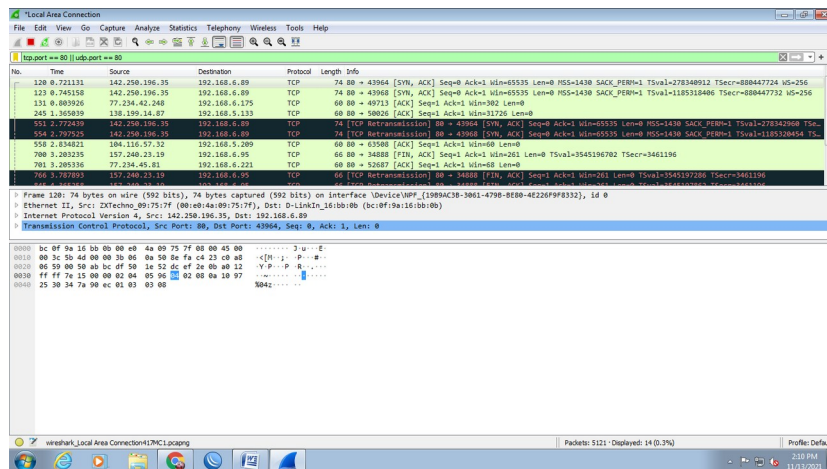 *Local Area Connection
File Edit View Go Capture Analyze Statistics Telephony Wireless Tools Help
tcp.port == 80 || udp.port == 80
No. Time Source Destination Protocol Length Info
120 0.721131 142.250.196.35 192.168.6.89 TCP 74 80 → 43964 [SYN, ACK] Seq=0 Ack=1 Win=65535 Len=0 MSS=1430 SACK_PERM=1 TSval=278340912 TSecr=880447724 WS=256
123 0.745158 142.250.196.35 192.168.6.89 TCP 74 80 → 43968 [SYN, ACK] Seq=0 Ack=1 Win=65535 Len=0 MSS=1430 SACK_PERM=1 TSval=1185318406 TSecr=880447732 WS=256
131 0.803926 77.234.42.248 192.168.6.175 TCP 60 80 → 49713 [ACK] Seq=1 Ack=1 Win=302 Len=0
245 1.365039 138.199.14.87 192.168.5.133 TCP 60 80 → 50026 [ACK] Seq=1 Ack=1 Win=31726 Len=0
551 2.772439 142.250.196.35 192.168.6.89 TCP 74 [TCP Retransmission] 80 → 43964 [SYN, ACK] Seq=0 Ack=1 Win=65535 Len=0 MSS=1430 SACK_PERM=1 TSval=278342960 TSe…
554 2.797525 142.250.196.35 192.168.6.89 TCP 74 [TCP Retransmission] 80 → 43968 [SYN, ACK] Seq=0 Ack=1 Win=65535 Len=0 MSS=1430 SACK_PERM=1 TSval=1185320454 TS…
558 2.834821 104.116.57.32 192.168.5.209 TCP 60 80 → 63508 [ACK] Seq=1 Ack=1 Win=60 Len=0
700 3.203235 157.240.23.19 192.168.6.95 TCP 66 80 → 34888 [FIN, ACK] Seq=1 Ack=1 Win=261 Len=0 TSval=3545196702 TSecr=3461196
701 3.205336 77.234.45.81 192.168.6.221 TCP 60 80 → 52687 [ACK] Seq=1 Ack=1 Win=68 Len=0
766 3.787893 157.240.23.19 192.168.6.95 TCP 66 [TCP Retransmission] 80 → 34888 [FIN, ACK] Seq=1 Ack=1 Win=261 Len=0 TSval=3545197286 TSecr=3461196
Frame 120: 74 bytes on wire (592 bits), 74 bytes captured (592 bits) on interface \Device\NPF_{1989AC3B-3061-479B-BE80-4E226F9F8332}, id 0
Ethernet II, Src: ZXTechno_09:75:7f (00:e0:4a:09:75:7f), Dst: D-LinkIn_16:bb:0b (bc:0f:9a:16:bb:0b)
Internet Protocol Version 4, Src: 142.250.196.35, Dst: 192.168.6.89
Transmission Control Protocol, Src Port: 80, Dst Port: 43964, Seq: 0, Ack: 1, Len: 0
0000 bc 0f 9a 16 bb 0b 00 e0 4a 09 75 7f 08 00 45 00 ········ J·u···E·
0010 00 3c 5b 4d 00 00 3b 06 0a 50 8e fa c4 23 c0 a8 ·<[M··;· ·P···#··
0020 06 59 00 50 ab bc df 50 1e 52 dc ef 2e 0b a0 12 ·Y·P···P ·R··.···
0030 ff ff 7e 15 00 00 02 04 05 96 04 02 08 0a 10 97 ··~····· ········
0040 25 30 34 7a 90 ec 01 03 03 08 %04z···· ··
wireshark_Local Area Connection417MC1.pcapng
Packets: 5121 · Displayed: 14 (0.3%)
Profile: Defau
2:10 PM
11/13/2021